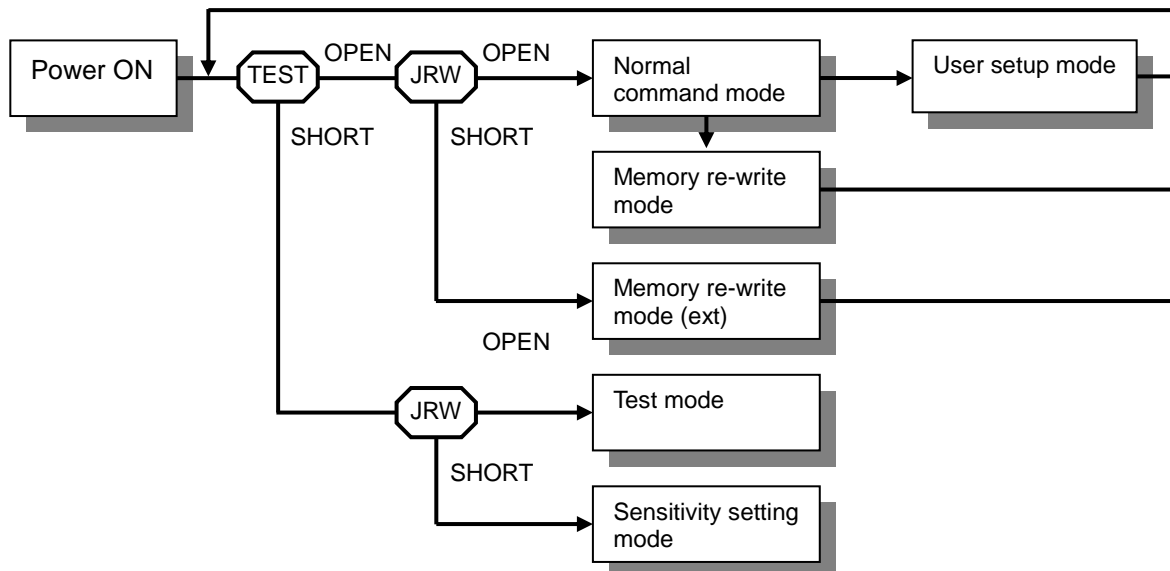 Power ON
TEST
OPEN
JRW
OPEN
Normal
command mode
User setup mode
SHORT
SHORT
Memory re-write
mode
Memory re-write
mode (ext)
OPEN
JRW
Test mode
SHORT
Sensitivity setting
mode